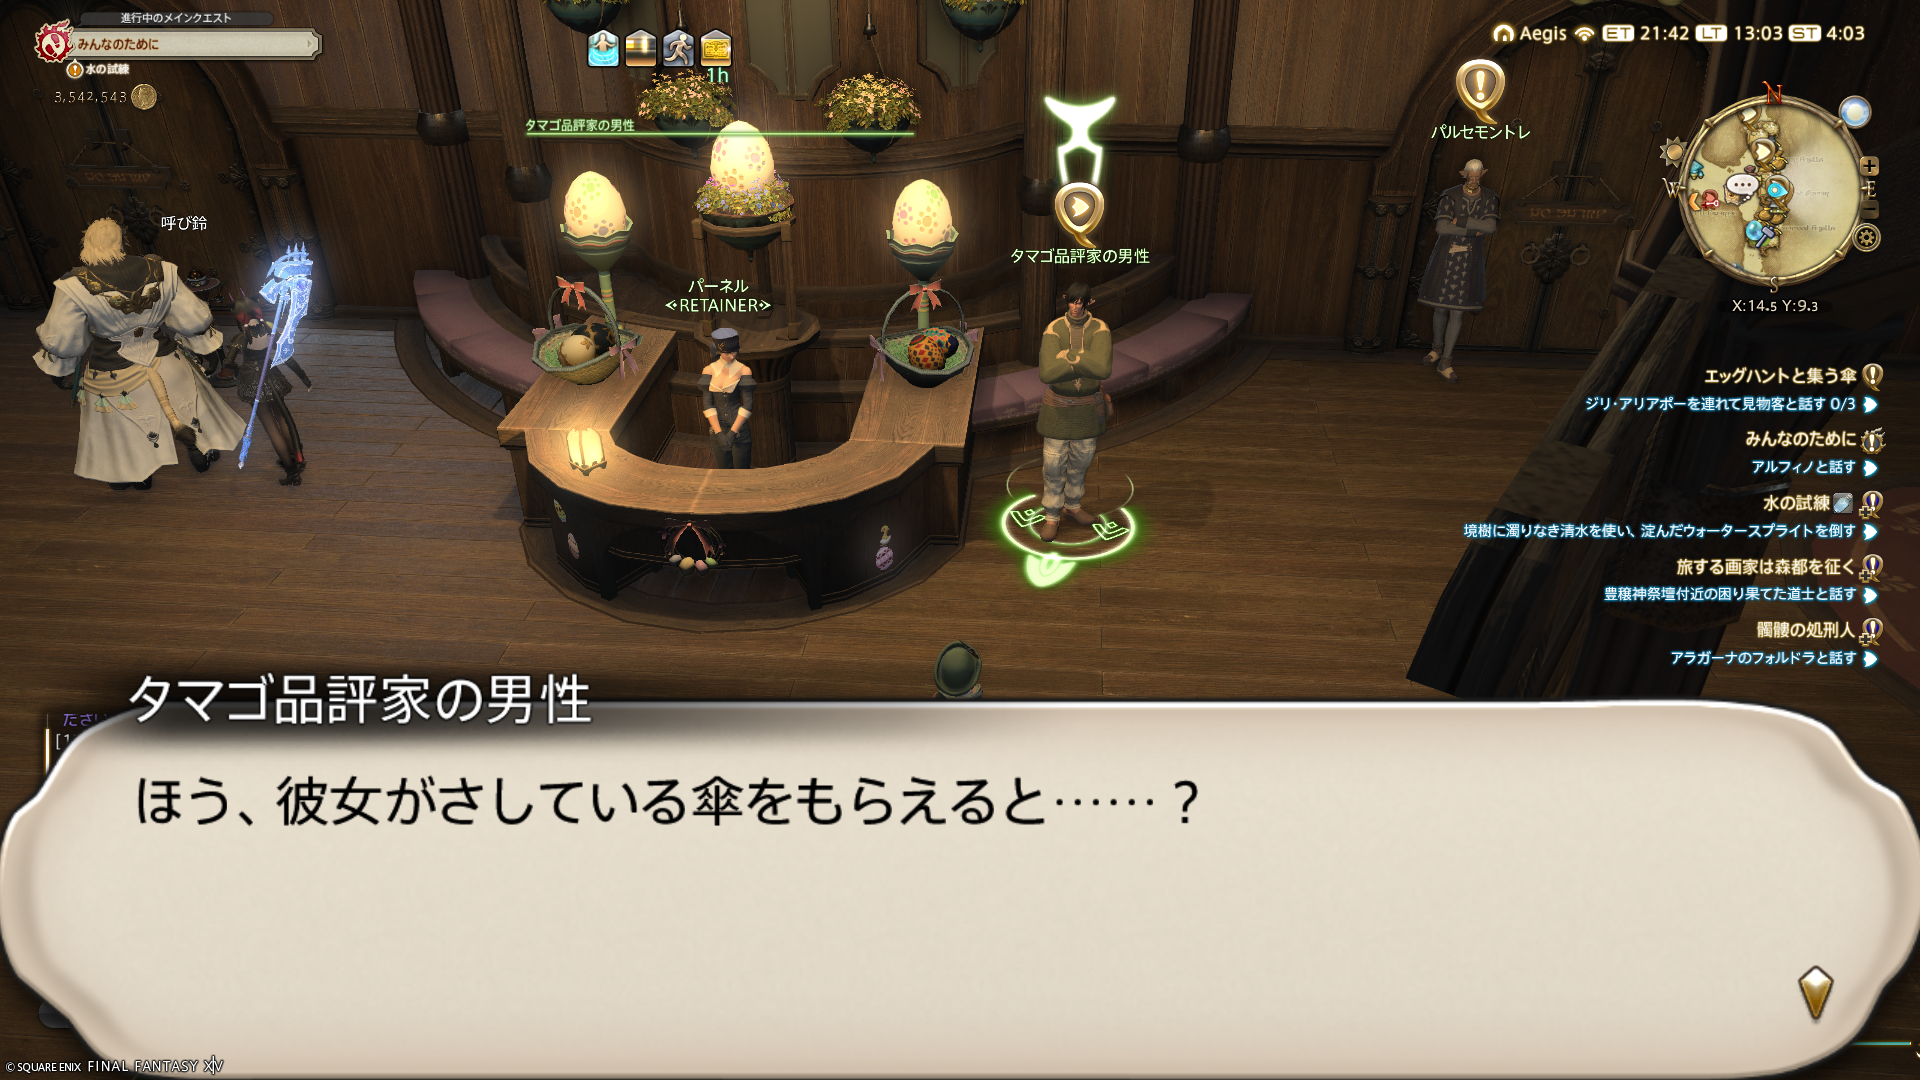 進行中のメインクエスト
みんなのために
水の試練
3,542,543
1h
Aegis ET 21:42 LT 13:03 ST 4:03
パルセモントレ
N
W
E
S
X:14.5 Y:9.3
タマゴ品評家の男性
呼び鈴
パーネル
RETAINER
タマゴ品評家の男性
エッグハントと集う傘
ジリ・アリアポーを連れて見物客と話す 0/3
みんなのために
アルフィノと話す
水の試練
境樹に濁りなき清水を使い、淀んだウォータースプライトを倒す
旅する画家は森都を征く
豊穣神祭壇付近の困り果てた道士と話す
髑髏の処刑人
アラガーナのフォルドラと話す
タマゴ品評家の男性
ほう、彼女がさしている傘をもらえると……？
© SQUARE ENIX FINAL FANTASY XIV